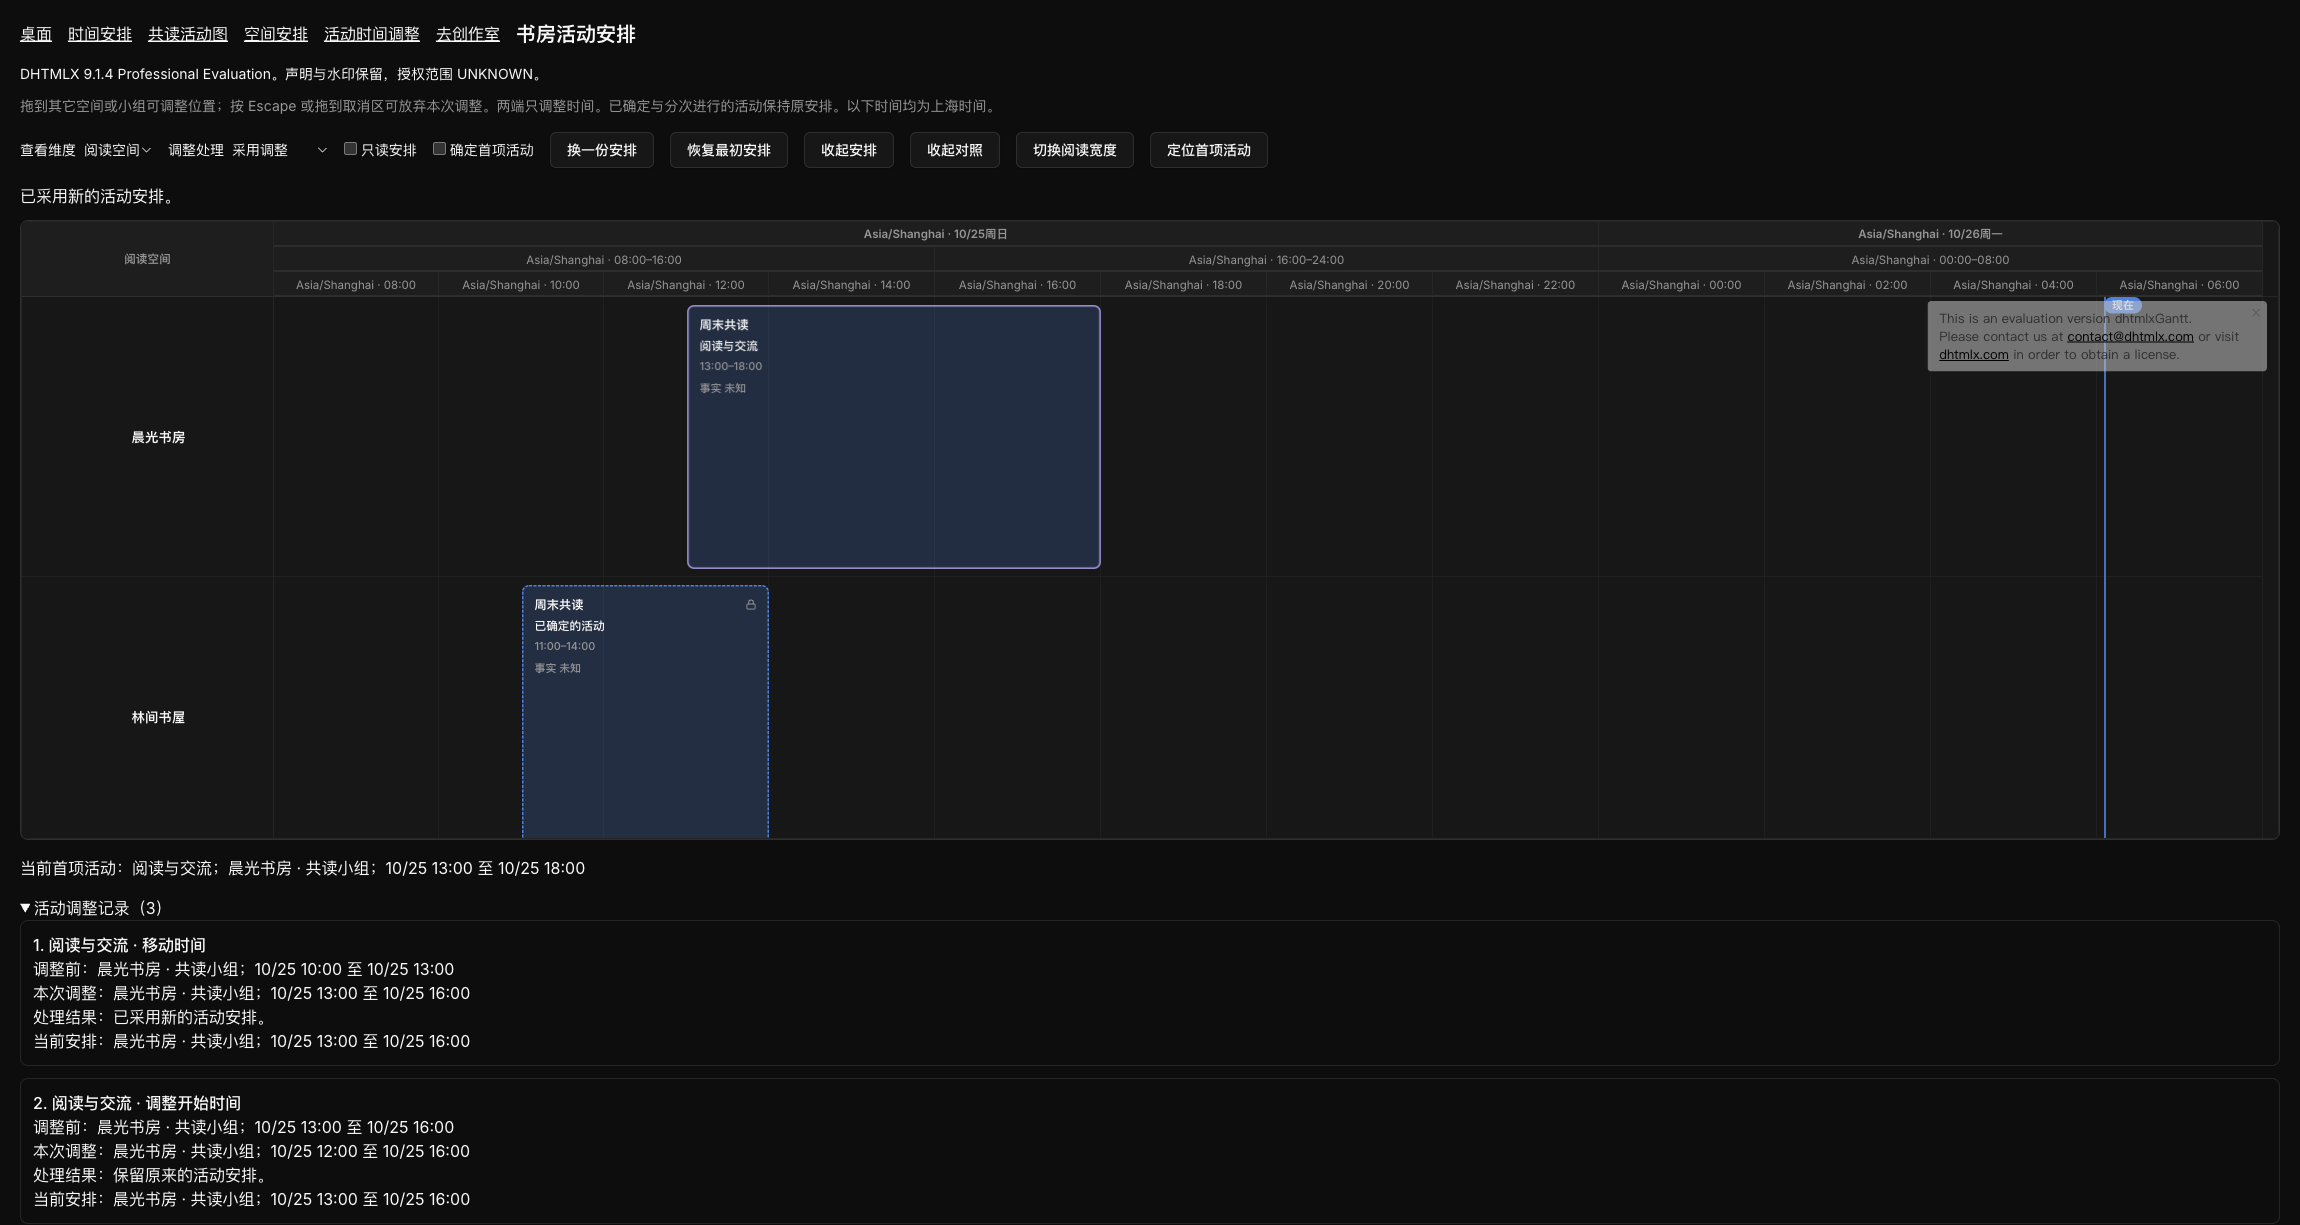 桌面 时间安排 共读活动图 空间安排 活动时间调整 去创作室 书房活动安排
DHTMLX 9.1.4 Professional Evaluation。声明与水印保留，授权范围 UNKNOWN。
拖到其它空间或小组可调整位置；按 Escape 或拖到取消区可放弃本次调整。两端只调整时间。已确定与分次进行的活动保持原安排。以下时间均为上海时间。
查看维度 阅读空间 调整处理 采用调整 只读安排 确定首项活动 换一份安排 恢复最初安排 收起安排 收起对照 切换阅读宽度 定位首项活动
已采用新的活动安排。
阅读空间
Asia/Shanghai · 10/25周日 Asia/Shanghai · 10/26周一
Asia/Shanghai · 08:00–16:00 Asia/Shanghai · 16:00–24:00 Asia/Shanghai · 00:00–08:00
Asia/Shanghai · 08:00 Asia/Shanghai · 10:00 Asia/Shanghai · 12:00 Asia/Shanghai · 14:00 Asia/Shanghai · 16:00 Asia/Shanghai · 18:00 Asia/Shanghai · 20:00 Asia/Shanghai · 22:00 Asia/Shanghai · 00:00 Asia/Shanghai · 02:00 Asia/Shanghai · 04:00 Asia/Shanghai · 06:00
现在
This is an evaluation version dhtmlxGantt.
Please contact us at contact@dhtmlx.com or visit
dhtmlx.com in order to obtain a license.
晨光书房
周末共读
阅读与交流
13:00–18:00
事实 未知
林间书屋
周末共读
已确定的活动
11:00–14:00
事实 未知
当前首项活动：阅读与交流；晨光书房 · 共读小组；10/25 13:00 至 10/25 18:00
活动调整记录（3）
1. 阅读与交流 · 移动时间
调整前：晨光书房 · 共读小组；10/25 10:00 至 10/25 13:00
本次调整：晨光书房 · 共读小组；10/25 13:00 至 10/25 16:00
处理结果：已采用新的活动安排。
当前安排：晨光书房 · 共读小组；10/25 13:00 至 10/25 16:00
2. 阅读与交流 · 调整开始时间
调整前：晨光书房 · 共读小组；10/25 13:00 至 10/25 16:00
本次调整：晨光书房 · 共读小组；10/25 12:00 至 10/25 16:00
处理结果：保留原来的活动安排。
当前安排：晨光书房 · 共读小组；10/25 13:00 至 10/25 16:00